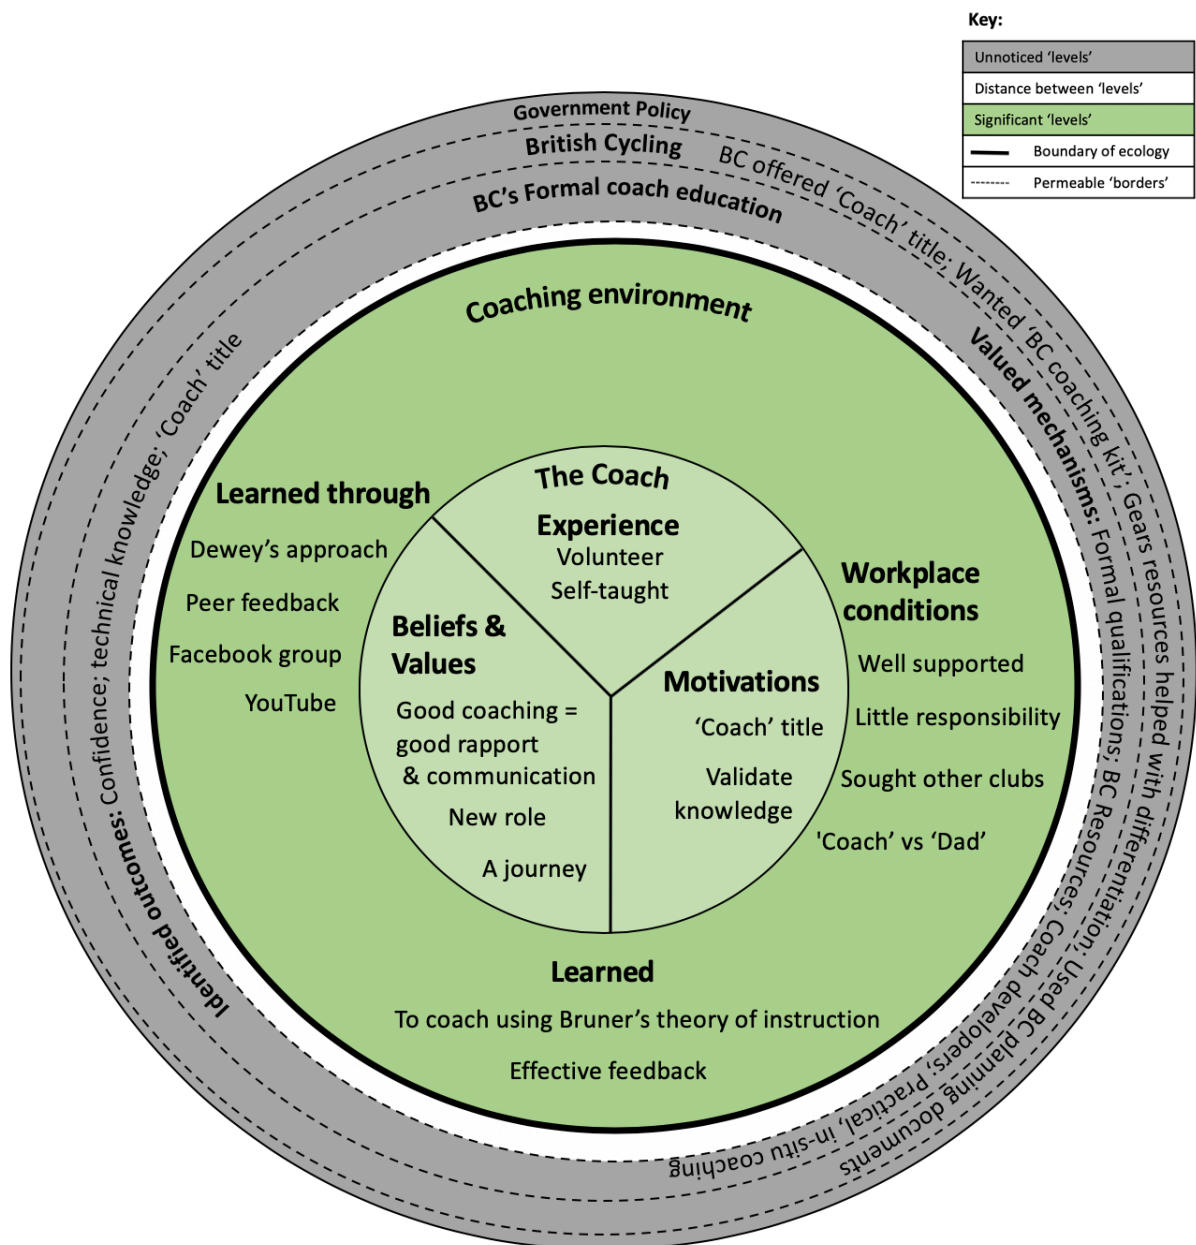 Key:
Unnoticed ‘levels’
Distance between ‘levels’
Significant ‘levels’
Boundary of ecology
Permeable ‘borders’
Government Policy
British Cycling
BC offered ‘Coach’ title; Wanted ‘BC coaching kit’; Gears resources helped with differentiation; Used BC planning documents
BC’s Formal coach education
Valued mechanisms: Formal qualifications; BC Resources; Coach developers; Practical, in-situ coaching
Identified outcomes: Confidence; technical knowledge; ‘Coach’ title
Coaching environment
The Coach
Experience
Volunteer
Self-taught
Learned through
Dewey’s approach
Peer feedback
Facebook group
YouTube
Beliefs &
Values
Good coaching =
good rapport
& communication
New role
A journey
Motivations
‘Coach’ title
Validate
knowledge
Workplace
conditions
Well supported
Little responsibility
Sought other clubs
'Coach’ vs ‘Dad’
Learned
To coach using Bruner’s theory of instruction
Effective feedback